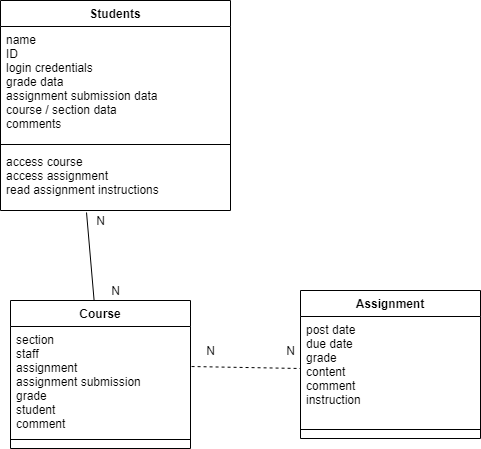 Students
name
ID
login credentials
grade data
assignment submission data
course / section data
comments
access course
access assignment
read assignment instructions
N
N
Course
section
staff
assignment
assignment submission
grade
student
comment
N
N
Assignment
post date
due date
grade
content
comment
instruction